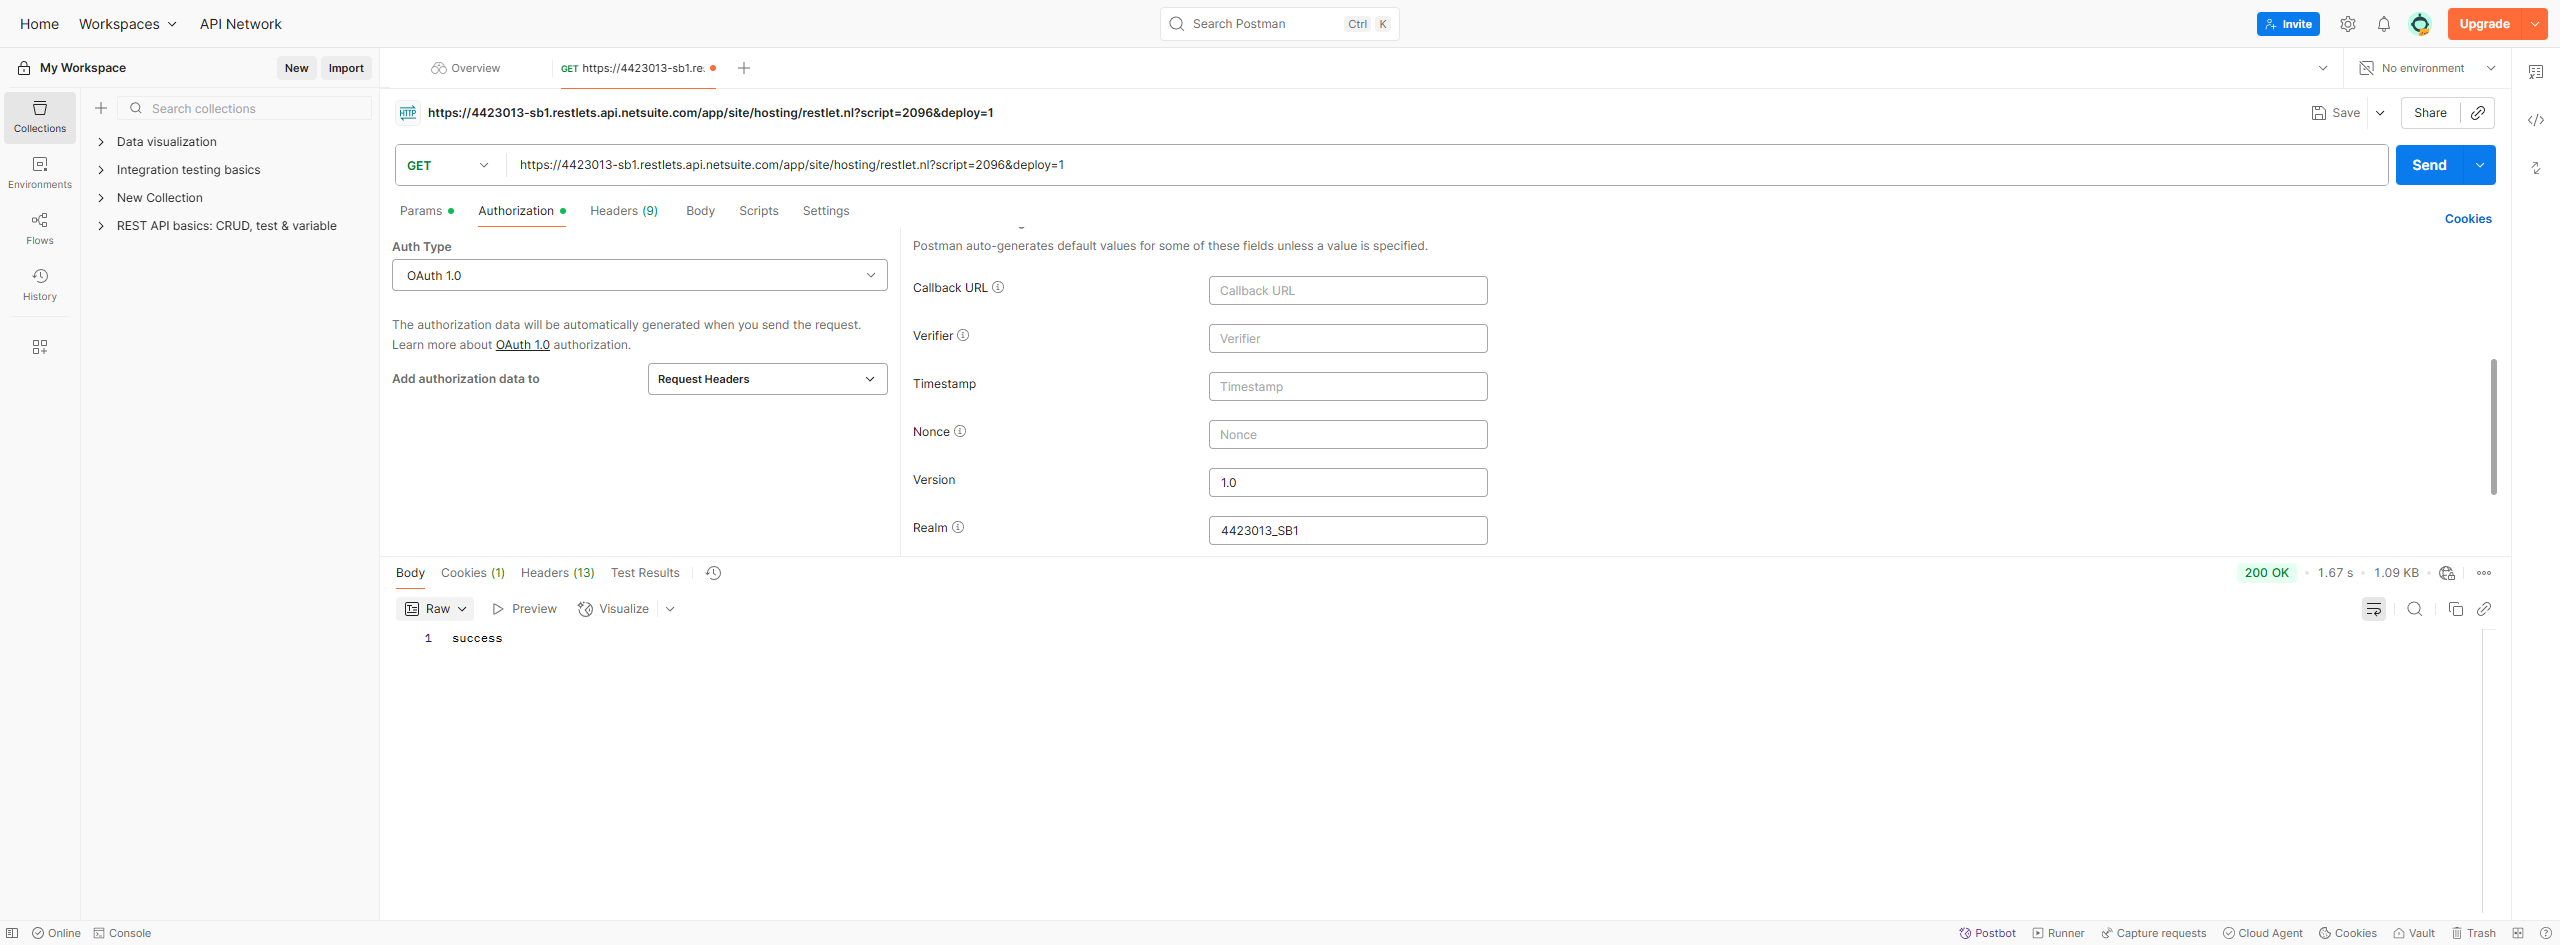 Home
Workspaces
API Network
Search Postman
Ctrl
K
Invite
Upgrade
My Workspace
New
Import
Overview
GET https://4423013-sb1.re
No environment
Collections
Environments
Flows
History
Search collections
Data visualization
Integration testing basics
New Collection
REST API basics: CRUD, test & variable
HTTP
https://4423013-sb1.restlets.api.netsuite.com/app/site/hosting/restlet.nl?script=2096&deploy=1
Save
Share
GET
https://4423013-sb1.restlets.api.netsuite.com/app/site/hosting/restlet.nl?script=2096&deploy=1
Send
Params
Authorization
Headers (9)
Body
Scripts
Settings
Cookies
Auth Type
OAuth 1.0
The authorization data will be automatically generated when you send the request.
Learn more about OAuth 1.0 authorization.
Add authorization data to
Request Headers
Postman auto-generates default values for some of these fields unless a value is specified.
Callback URL
Callback URL
Verifier
Verifier
Timestamp
Timestamp
Nonce
Nonce
Version
1.0
Realm
4423013_SB1
Body
Cookies (1)
Headers (13)
Test Results
200 OK
1.67 s
1.09 KB
Raw
Preview
Visualize
1 success
Online
Console
Postbot
Runner
Capture requests
Cloud Agent
Cookies
Vault
Trash